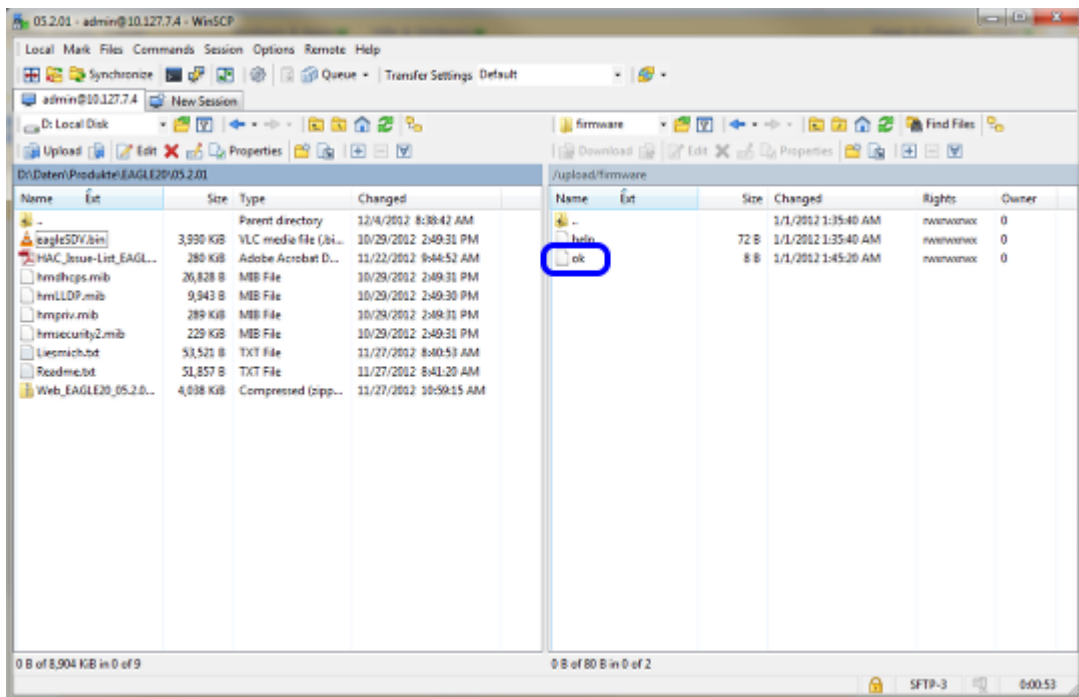 05.2.01 - admin@10.127.7.4 - WinSCP
Local Mark Files Commands Session Options Remote Help
Synchronize Queue Transfer Settings Default
admin@10.127.7.4 New Session
D: Local Disk firmware Find Files
Upload Edit Properties Download Edit Properties
D:\Daten\Produkte\EAGLE20\05.2.01 /upload/firmware
Name Ext Size Type Changed Name Ext Size Changed Rights Owner
.. Parent directory 12/4/2012 8:38:42 AM .. 1/1/2012 1:35:40 AM rwxrwxrwx 0
eagleSDV.bin 3,930 KiB VLC media file (.bi... 10/29/2012 2:49:31 PM help 72 B 1/1/2012 1:35:40 AM rwxrwxrwx 0
HAC_Issue-List_EAGL... 280 KiB Adobe Acrobat D... 11/22/2012 9:44:52 AM ok 8 B 1/1/2012 1:45:20 AM rwxrwxrwx 0
hmdhcps.mib 26,828 B MIB File 10/29/2012 2:49:31 PM
hmLLDP.mib 9,943 B MIB File 10/29/2012 2:49:30 PM
hmpriv.mib 289 KiB MIB File 10/29/2012 2:49:31 PM
hmsecurity2.mib 229 KiB MIB File 10/29/2012 2:49:31 PM
Liesmich.txt 53,521 B TXT File 11/27/2012 8:40:53 AM
Readme.txt 51,857 B TXT File 11/27/2012 8:41:20 AM
Web_EAGLE20_05.2.0... 4,038 KiB Compressed (zipp... 11/27/2012 10:59:15 AM
0 B of 8,904 KiB in 0 of 9 0 B of 80 B in 0 of 2
SFTP-3 0:00:53